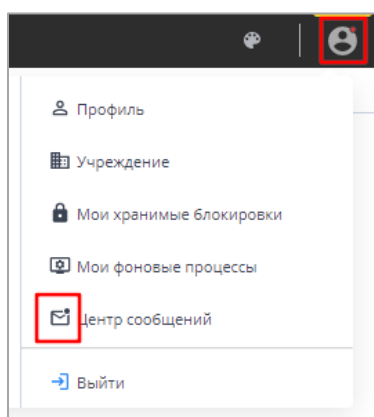 Профиль
Учреждение
Мои хранимые блокировки
Мои фоновые процессы
Центр сообщений
Выйти